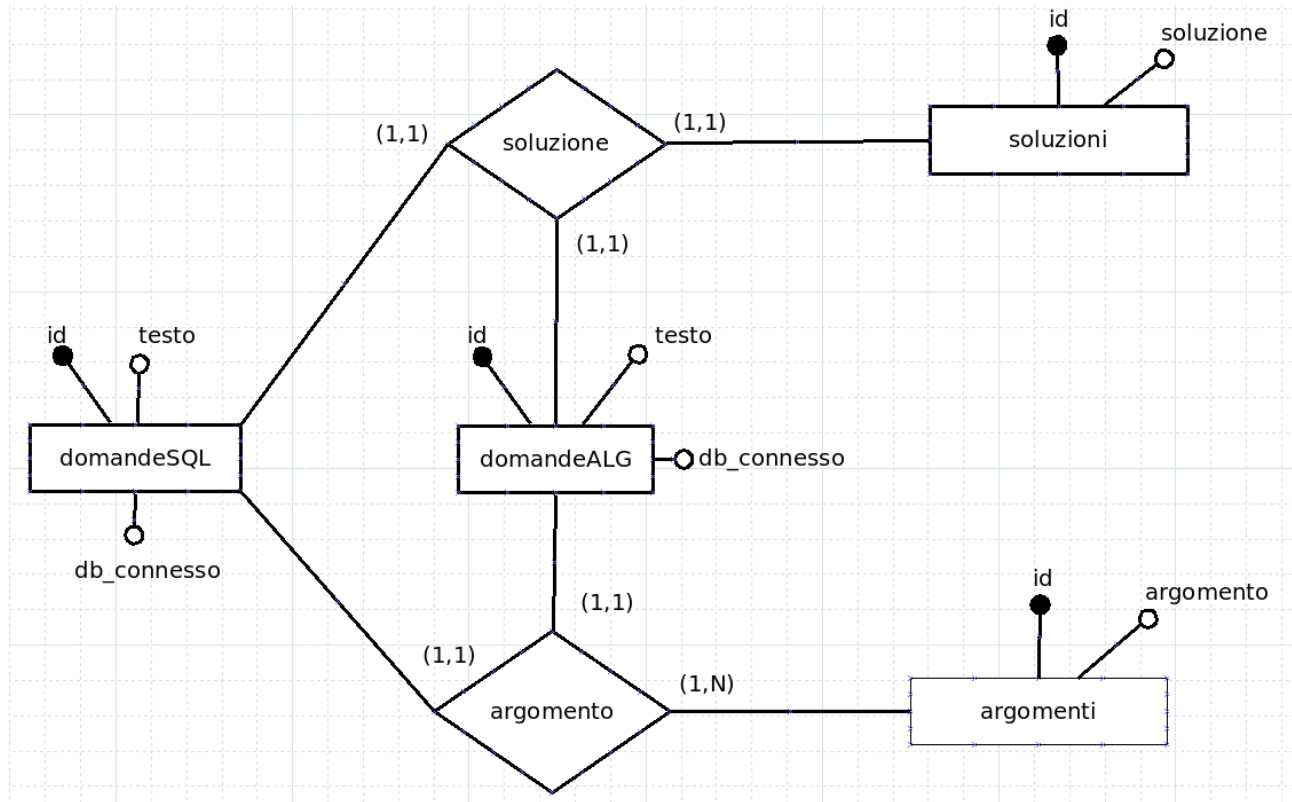 id
soluzione
(1,1)
soluzione
(1,1)
soluzioni
(1,1)
id
testo
id
testo
domandeSQL
domandeALG
db_connesso
db_connesso
id
argomento
(1,1)
(1,1)
(1,N)
argomento
argomenti